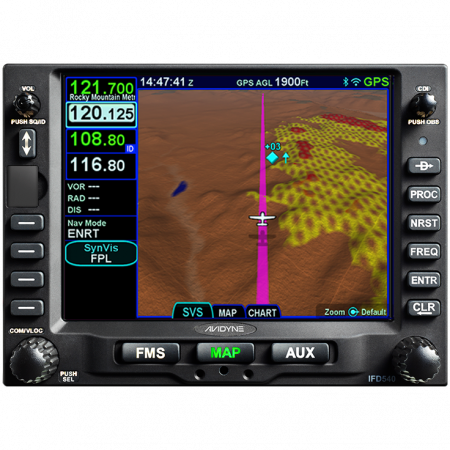 VOL
PUSH SQ/ID
121.700
Rocky Mountain Metr
120.125
108.80
ID
116.80
VOR ---
RAD ---
DIS ---
Nav Mode
ENRT
SynVis
FPL
14:47:41 Z
GPS AGL 1900Ft
GPS
+03
SVS
MAP
CHART
Zoom
Default
CDI
PUSH OBS
D
PROC
NRST
FREQ
ENTR
CLR
COM/VLOC
PUSH
SEL
AVIDYNE
FMS
MAP
AUX
IFD540